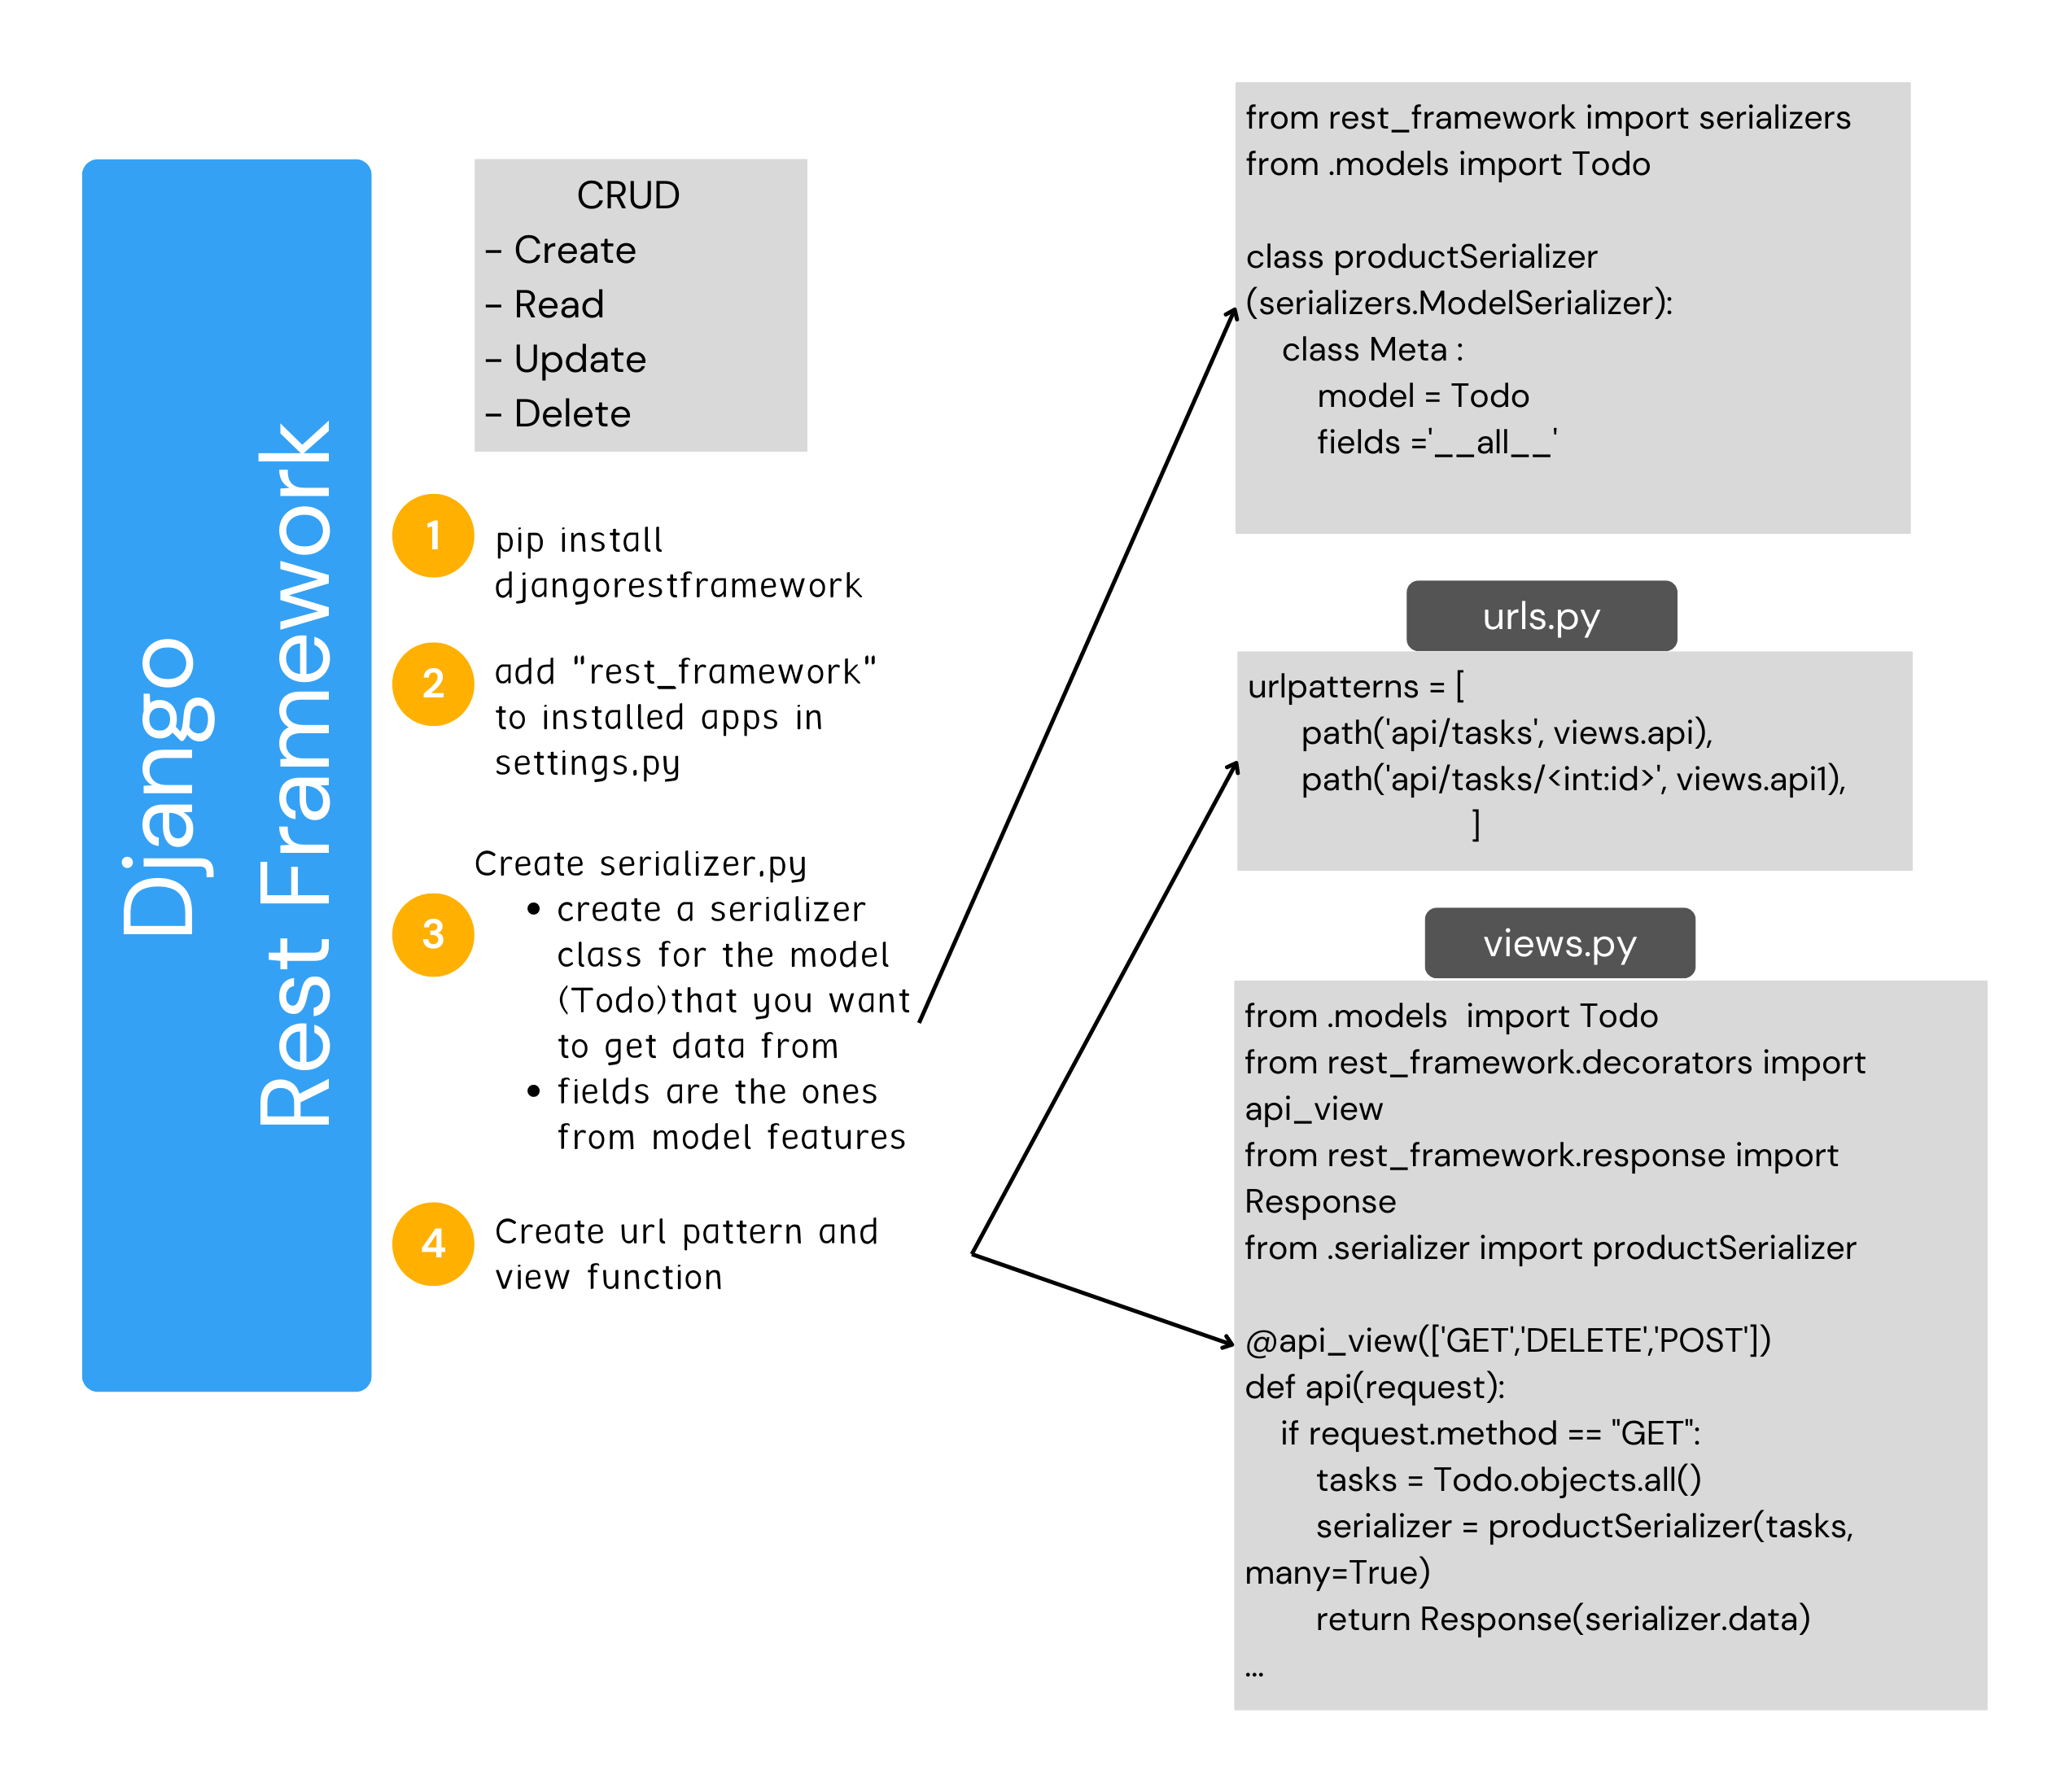 Django
Rest Framework
CRUD
- Create
- Read
- Update
- Delete
1
pip install
djangorestframework
2
add "rest_framework"
to installed apps in
settings.py
3
Create serializer.py
• create a serializer
class for the model
(Todo)that you want
to get data from
• fields are the ones
from model features
4
Create url pattern and
view function
from rest_framework import serializers
from .models import Todo
class productSerializer
(serializers.ModelSerializer):
class Meta :
model = Todo
fields ='__all__'
urls.py
urlpatterns = [
path('api/tasks', views.api),
path('api/tasks/<int:id>', views.api1),
]
views.py
from .models  import Todo
from rest_framework.decorators import
api_view
from rest_framework.response import
Response
from .serializer import productSerializer
@api_view(['GET','DELETE','POST'])
def api(request):
if request.method == "GET":
tasks = Todo.objects.all()
serializer = productSerializer(tasks,
many=True)
return Response(serializer.data)
...